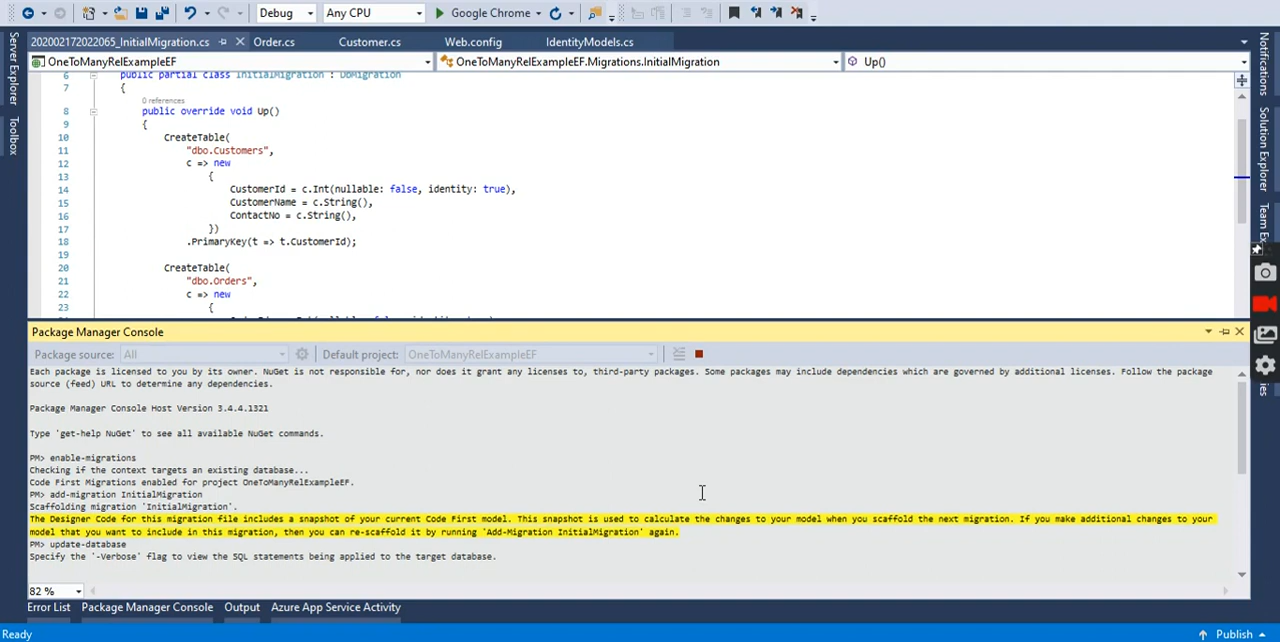 Debug
Any CPU
Google Chrome
202002172022065_InitialMigration.cs
Order.cs
Customer.cs
Web.config
IdentityModels.cs
OneToManyRelExampleEF
OneToManyRelExampleEF.Migrations.InitialMigration
Up()
6 public partial class InitialMigration : DbMigration
7 {
0 references
8 public override void Up()
9 {
10 CreateTable(
11 "dbo.Customers",
12 c => new
13 {
14 CustomerId = c.Int(nullable: false, identity: true),
15 CustomerName = c.String(),
16 ContactNo = c.String(),
17 })
18 .PrimaryKey(t => t.CustomerId);
19
20 CreateTable(
21 "dbo.Orders",
22 c => new
23 {
Package Manager Console
Package source: All
Default project: OneToManyRelExampleEF
Each package is licensed to you by its owner. NuGet is not responsible for, nor does it grant any licenses to, third-party packages. Some packages may include dependencies which are governed by additional licenses. Follow the package
source (feed) URL to determine any dependencies.
Package Manager Console Host Version 3.4.4.1321
Type 'get-help NuGet' to see all available NuGet commands.
PM> enable-migrations
Checking if the context targets an existing database...
Code First Migrations enabled for project OneToManyRelExampleEF.
PM> add-migration InitialMigration
Scaffolding migration 'InitialMigration'.
The Designer Code for this migration file includes a snapshot of your current Code First model. This snapshot is used to calculate the changes to your model when you scaffold the next migration. If you make additional changes to your
model that you want to include in this migration, then you can re-scaffold it by running 'Add-Migration InitialMigration' again.
PM> update-database
Specify the '-Verbose' flag to view the SQL statements being applied to the target database.
82 %
Error List
Package Manager Console
Output
Azure App Service Activity
Ready
Publish
Server Explorer
Toolbox
Notifications
Solution Explorer
Team Ex